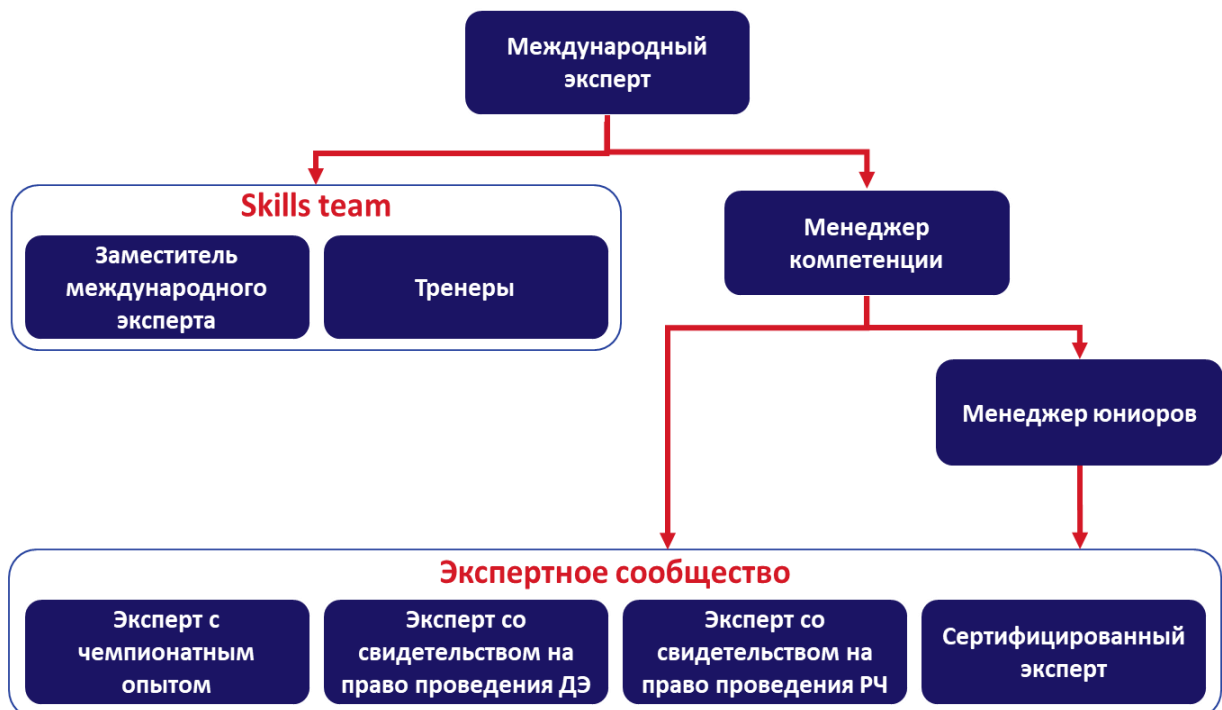 Международный
эксперт
Skills team
Заместитель
международного
эксперта
Тренеры
Менеджер
компетенции
Менеджер юниоров
Экспертное сообщество
Эксперт с
чемпионатным
опытом
Эксперт со
свидетельством на
право проведения ДЭ
Эксперт со
свидетельством на
право проведения РЧ
Сертифицированный
эксперт